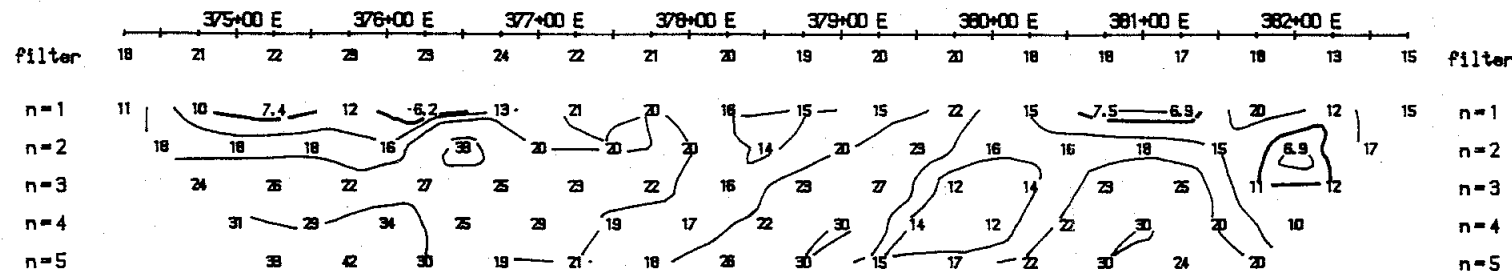 375+00 E 376+00 E 377+00 E 378+00 E 379+00 E 380+00 E 381+00 E 382+00 E
filter 18 21 22 29 23 24 22 21 20 19 20 20 18 18 17 18 13 15 filter
n=1 11 10 7.4 12 6.2 13 21 20 16 15 15 22 15 7.5 6.9 20 12 15 n=1
n=2 18 18 18 16 38 20 20 20 14 20 23 16 16 18 15 6.9 17 n=2
n=3 24 26 22 27 25 23 22 16 23 27 12 14 23 25 11 12 n=3
n=4 31 29 34 25 29 19 17 22 30 14 12 22 30 20 10 n=4
n=5 38 42 30 19 21 18 26 30 15 17 22 30 24 20 n=5